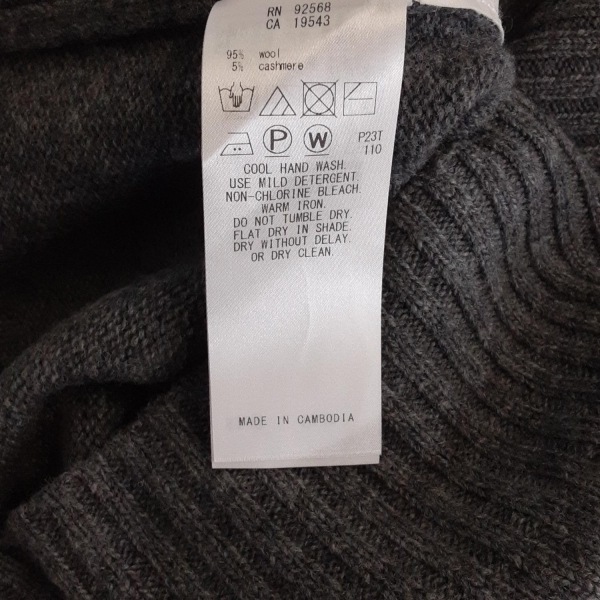 RN 92568
CA 19543
95% wool
5% cashmere
P W P23T
110
COOL HAND WASH.
USE MILD DETERGENT.
NON-CHLORINE BLEACH.
WARM IRON.
DO NOT TUMBLE DRY.
FLAT DRY IN SHADE.
DRY WITHOUT DELAY.
OR DRY CLEAN.
MADE IN CAMBODIA